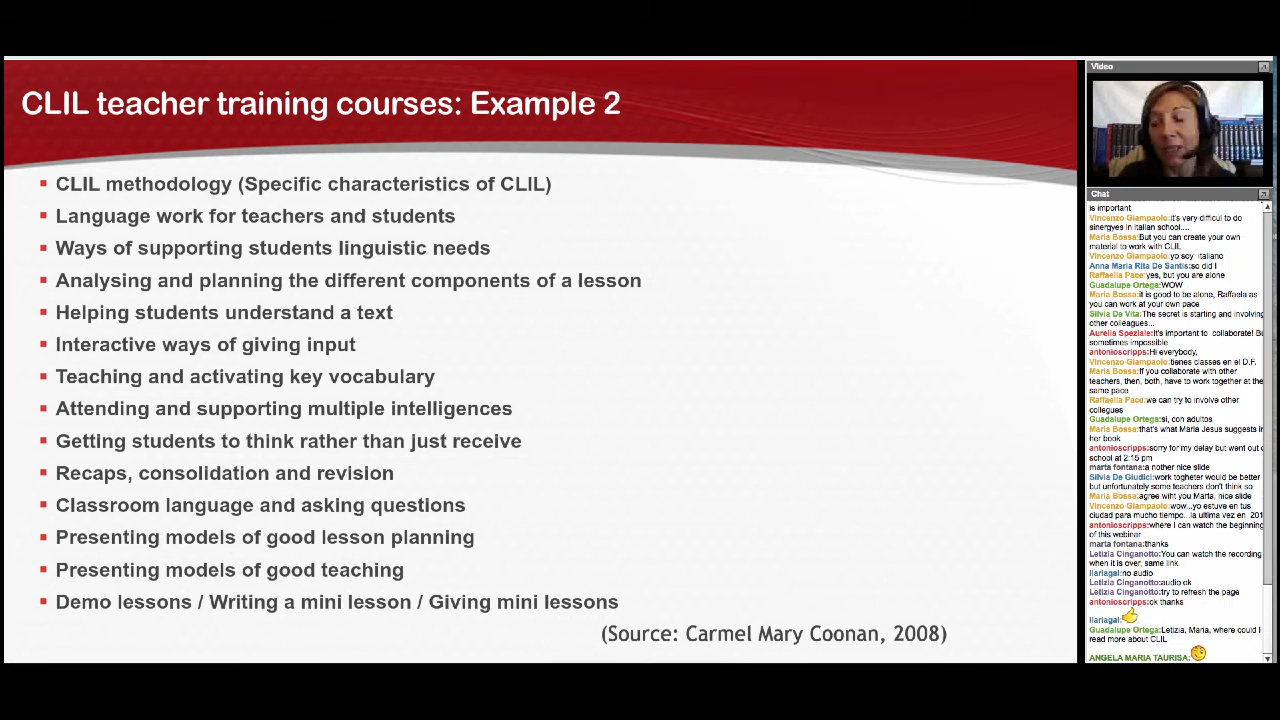 CLIL teacher training courses: Example 2
CLIL methodology (Specific characteristics of CLIL)
Language work for teachers and students
Ways of supporting students linguistic needs
Analysing and planning the different components of a lesson
Helping students understand a text
Interactive ways of giving input
Teaching and activating key vocabulary
Attending and supporting multiple intelligences
Getting students to think rather than just receive
Recaps, consolidation and revision
Classroom language and asking questions
Presenting models of good lesson planning
Presenting models of good teaching
Demo lessons / Writing a mini lesson / Giving mini lessons
(Source: Carmel Mary Coonan, 2008)
Video
Chat
is important
Vincenzo Giampaolo:it's very difficul to do
sinergyes in italian school....
Maria Bossa:But you can create your own
material to work with CLIL
Vincenzo Giampaolo:yo soy italiano
Anna Maria Rita De Santis:so did I
Raffaella Pace:yes, but you are alone
Guadalupe Ortega:WOW
Maria Bossa:it is good to be alone, Raffaela as
you can work at your own pace
Silvia De Vita:The secret is starting and involving
other colleagues...
Aurelia Speziale:It's important to collaborate! Bu
sometimes impossible
antonioscripps:Hi everybody,
Vincenzo Giampaolo:tienes classes en el D.F.
Maria Bossa:If you collaborate with other
teachers, then, both, have to work together at the
same pace
Raffaella Pace:we can try to involve other
collegues
Guadalupe Ortega:si, con adultos
Maria Bossa:that's what Maria Jesus suggests in
her book
antonioscripps:sorry for my delay but went out o
school at 2:15 pm
marta fontana:a nother nice slide
Silvia De Giudici:work togheter would be better
but unfortunately some teachers don't think so
Maria Bossa:agree wiht you Marta, nice slide
Vincenzo Giampaolo:wow...yo estuve en tus
ciudad para mucho tiempo...la ultima vez en 201
antonioscripps:where I can watch the beginning
of this webinar
marta fontana:thanks
Letizia Cinganotto:You can watch the recording
when it is over, same link
ilariagal:no audio
Letizia Cinganotto:audio ok
Letizia Cinganotto:try to refresh the page
antonioscripps:ok thanks
ilariagal:
Guadalupe Ortega:Letizia, Maria, where could I
read more about CLIL
ANGELA MARIA TAURISA: